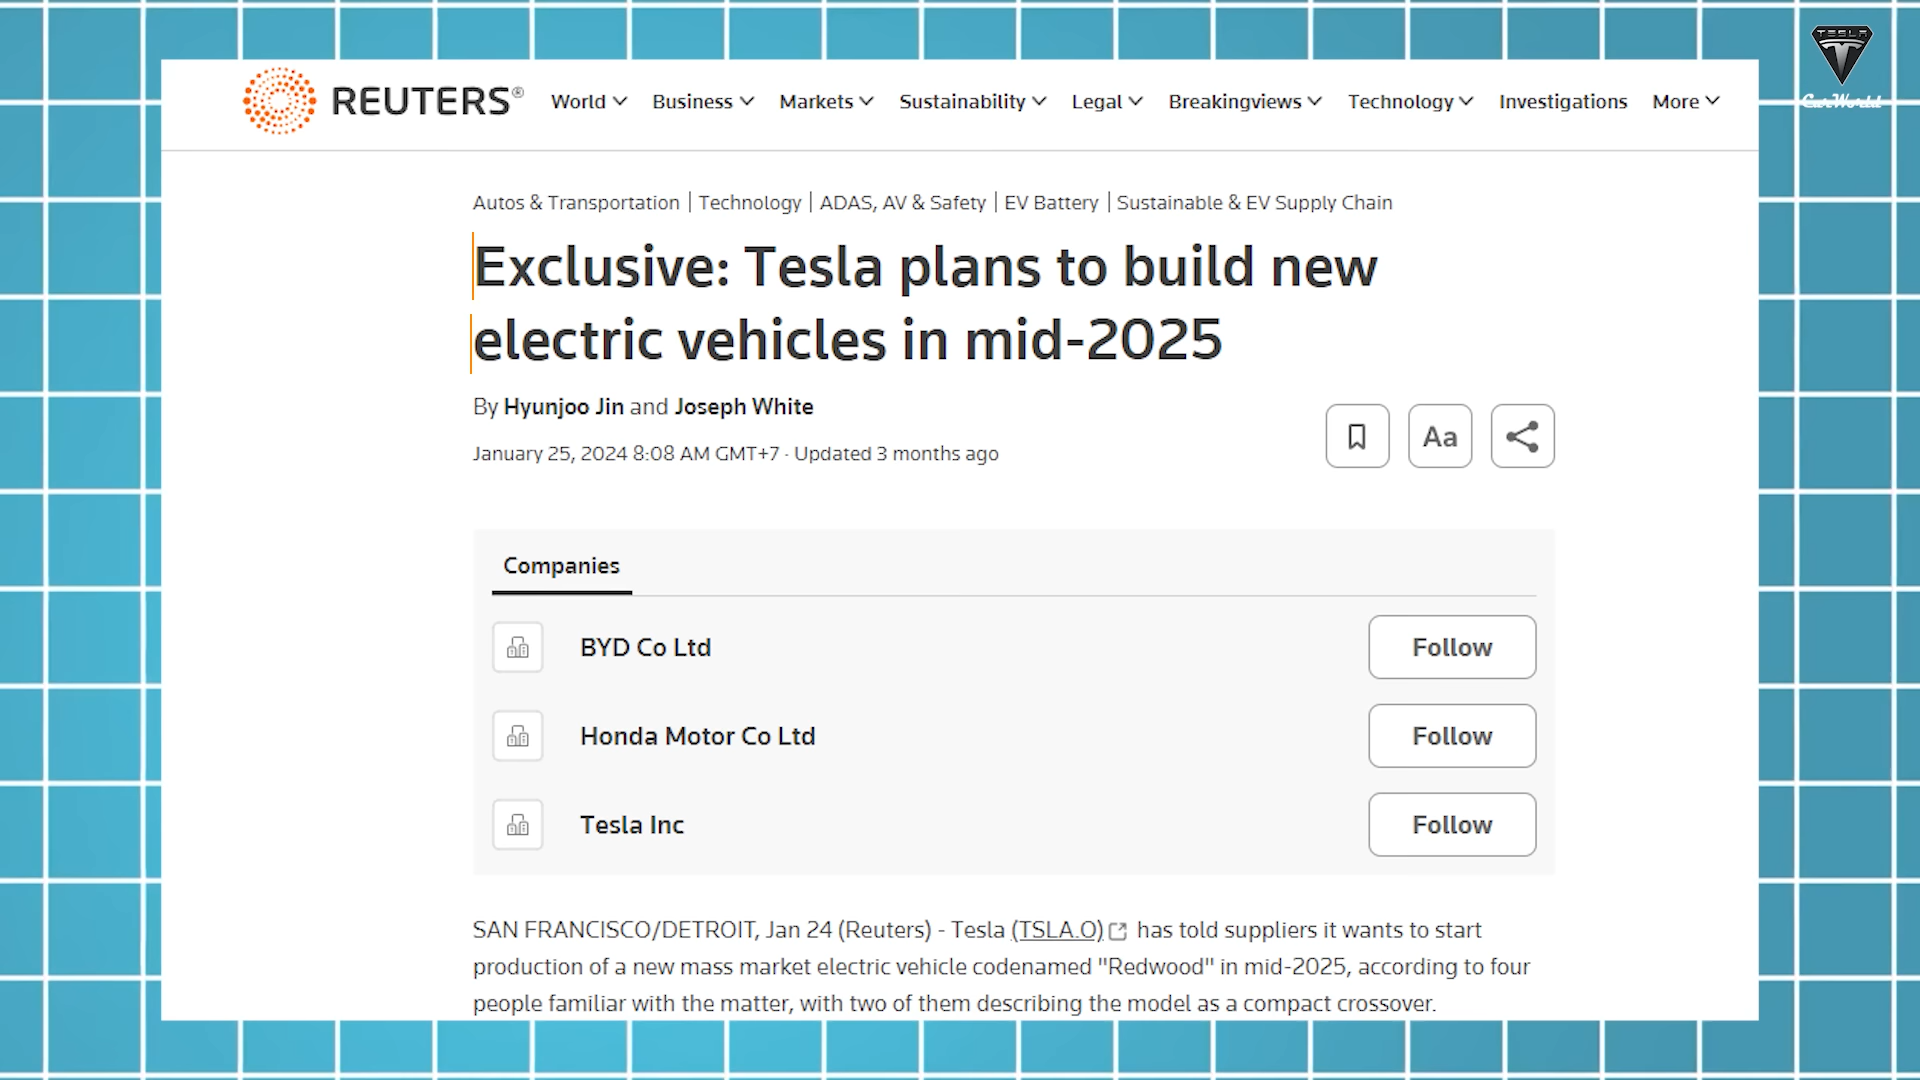 TESLA
CarWorld
REUTERS®
World
Business
Markets
Sustainability
Legal
Breakingviews
Technology
Investigations
More
Autos & Transportation | Technology | ADAS, AV & Safety | EV Battery | Sustainable & EV Supply Chain
Exclusive: Tesla plans to build new
electric vehicles in mid-2025
By Hyunjoo Jin and Joseph White
January 25, 2024 8:08 AM GMT+7 · Updated 3 months ago
Aa
Companies
BYD Co Ltd
Follow
Honda Motor Co Ltd
Follow
Tesla Inc
Follow
SAN FRANCISCO/DETROIT, Jan 24 (Reuters) - Tesla (TSLA.O) has told suppliers it wants to start
production of a new mass market electric vehicle codenamed "Redwood" in mid-2025, according to four
people familiar with the matter, with two of them describing the model as a compact crossover.